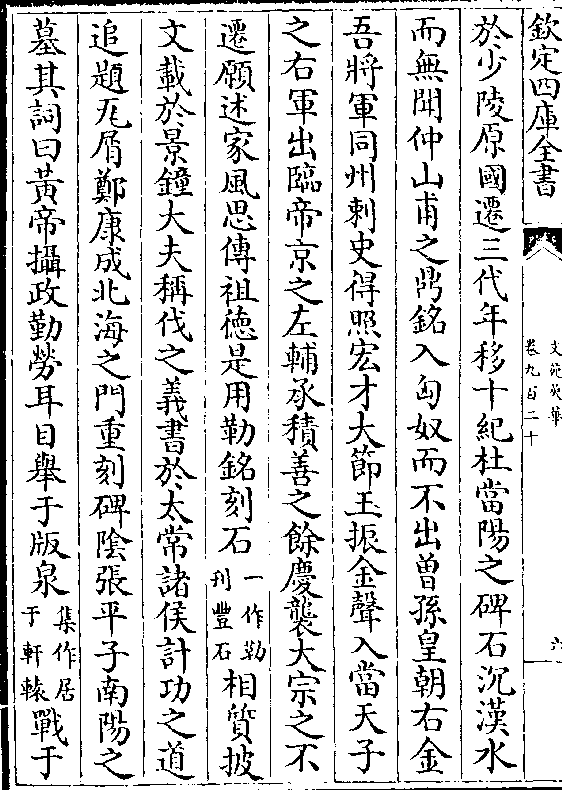 欽定四庫全書
文苑英華
卷九百二十
六
於少陵原國遷三代年移十紀杜當陽之碑石沉漢水
而無聞仲山甫之鼎銘入匈奴而不出曾孫皇朝右金
吾將軍同州刺史得照宏才大節玉振金聲入當天子
之右軍出臨帝京之左輔承積善之餘慶襲大宗之不
遷願述家風思傳祖德是用勒銘刻石一作勒刊豐石相質披
文載於景鐘大夫稱伐之義書於太常諸侯計功之道
追題兆屑鄭康成北海之門重刻碑陰張平子南陽之
墓其詞曰黃帝攝政勤勞耳目舉于版泉集作居于軒轅戰于